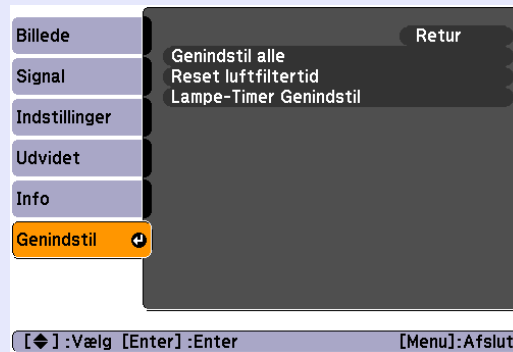 Billede
Signal
Indstillinger
Udvidet
Info
Genindstil
Retur
Genindstil alle
Reset luftfiltertid
Lampe-Timer Genindstil
[◆] :Vælg [Enter] :Enter [Menu]:Afslut